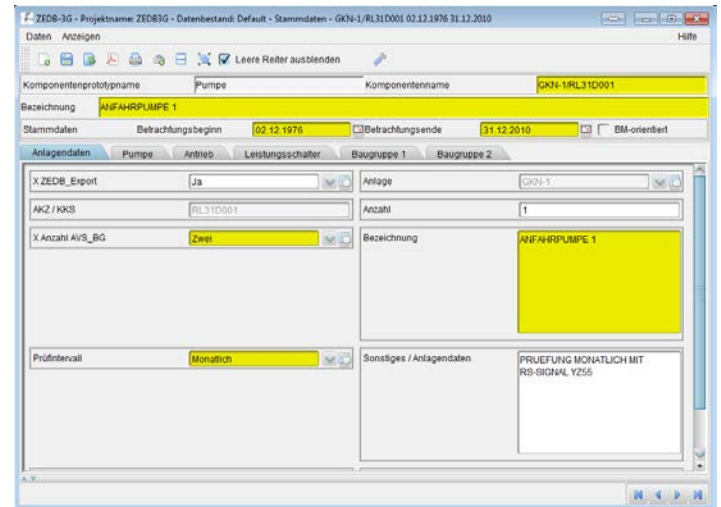 ZEDB-3G - Projektname: ZEDB3G - Datenbestand: Default - Stammdaten - GKN-1/RL31D001 02.12.1976 31.12.2010
Daten Anzeigen Hilfe
Leere Reiter ausblenden
Komponentenprototypname Pumpe Komponentenname GKN-1/RL31D001
Bezeichnung ANFAHRPUMPE 1
Stammdaten Betrachtungsbeginn 02.12.1976 Betrachtungsende 31.12.2010 BM-orientiert
Anlagendaten Pumpe Antrieb Leistungsschalter Baugruppe 1 Baugruppe 2
X ZEDB_Export Ja Anlage GKN-1
AKZ / KKS RL31D001 Anzahl 1
X Anzahl AVS_BG Zwei Bezeichnung ANFAHRPUMPE 1
Prüfintervall Monatlich Sonstiges / Anlagendaten PRUEFUNG MONATLICH MIT
RS-SIGNAL YZ55